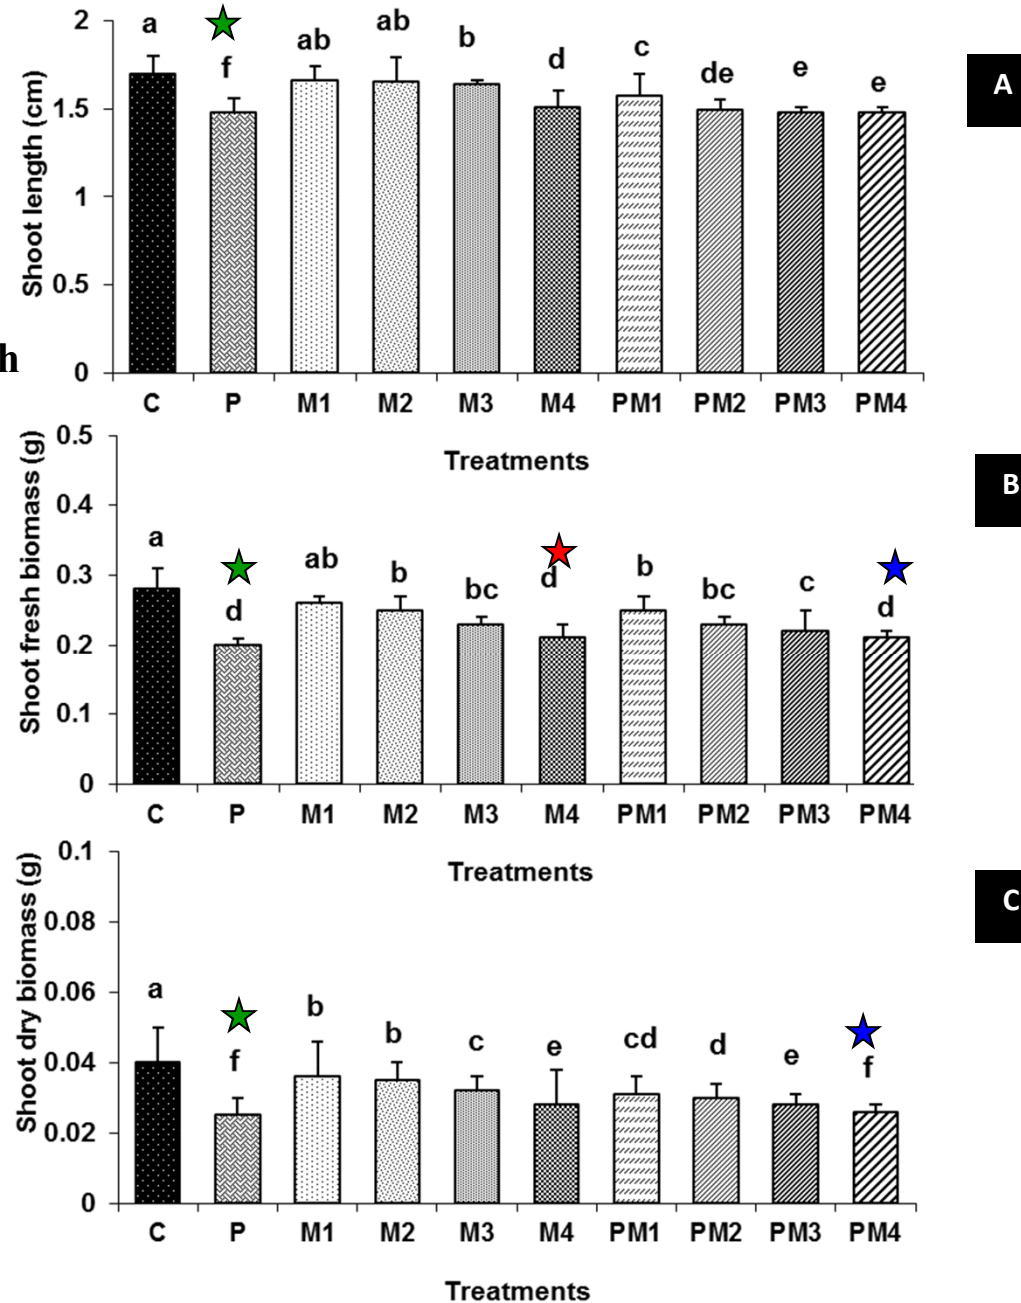 2
a
f
ab
ab
b
d
c
de
e
e
A
1.5
1
0.5
0
Shoot length (cm)
h
C P M1 M2 M3 M4 PM1 PM2 PM3 PM4
Treatments
0.5
0.4
0.3
0.2
0.1
0
Shoot fresh biomass (g)
a
d
ab
b
bc
d
b
bc
c
d
B
C P M1 M2 M3 M4 PM1 PM2 PM3 PM4
Treatments
0.1
0.08
0.06
0.04
0.02
0
Shoot dry biomass (g)
a
f
b
b
c
e
cd
d
e
f
C
C P M1 M2 M3 M4 PM1 PM2 PM3 PM4
Treatments